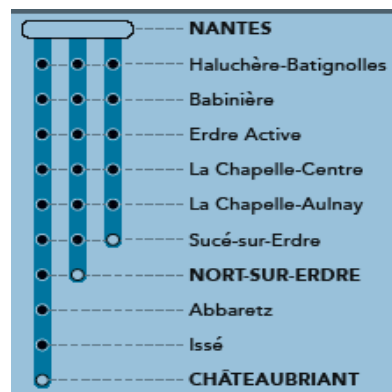 NANTES
Haluchère-Batignolles
Babinière
Erdre Active
La Chapelle-Centre
La Chapelle-Aulnay
Sucé-sur-Erdre
NORT-SUR-ERDRE
Abbaretz
Issé
CHÂTEAUBRIANT